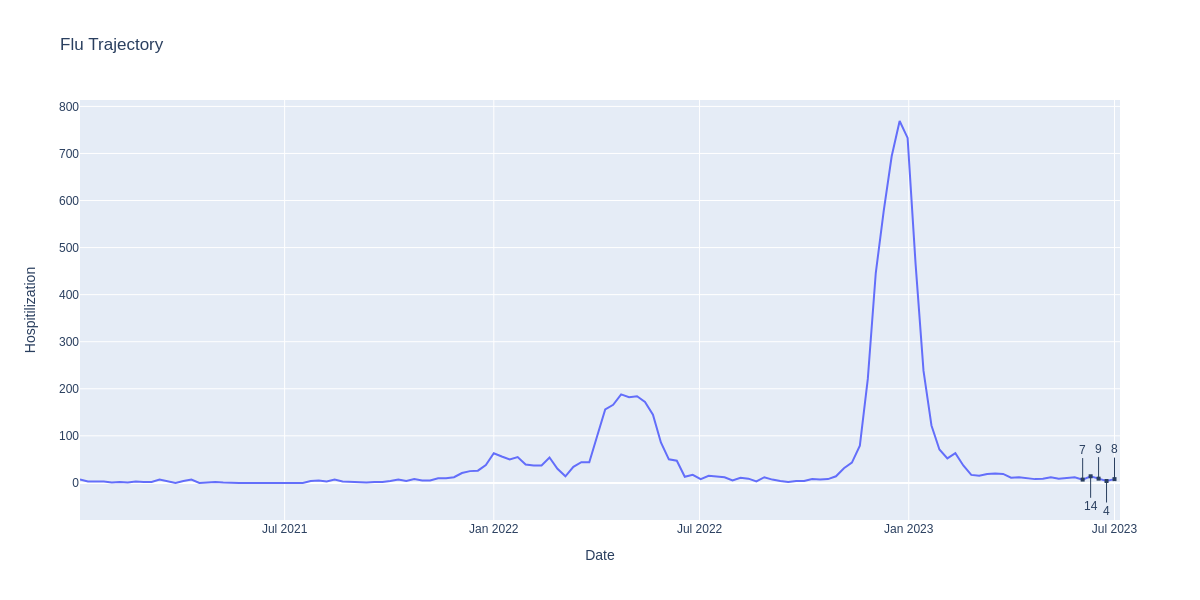 Flu Trajectory
800
700
600
500
400
300
200
100
0
Hospitilization
7
9
8
14
4
Jul 2021
Jan 2022
Jul 2022
Jan 2023
Jul 2023
Date